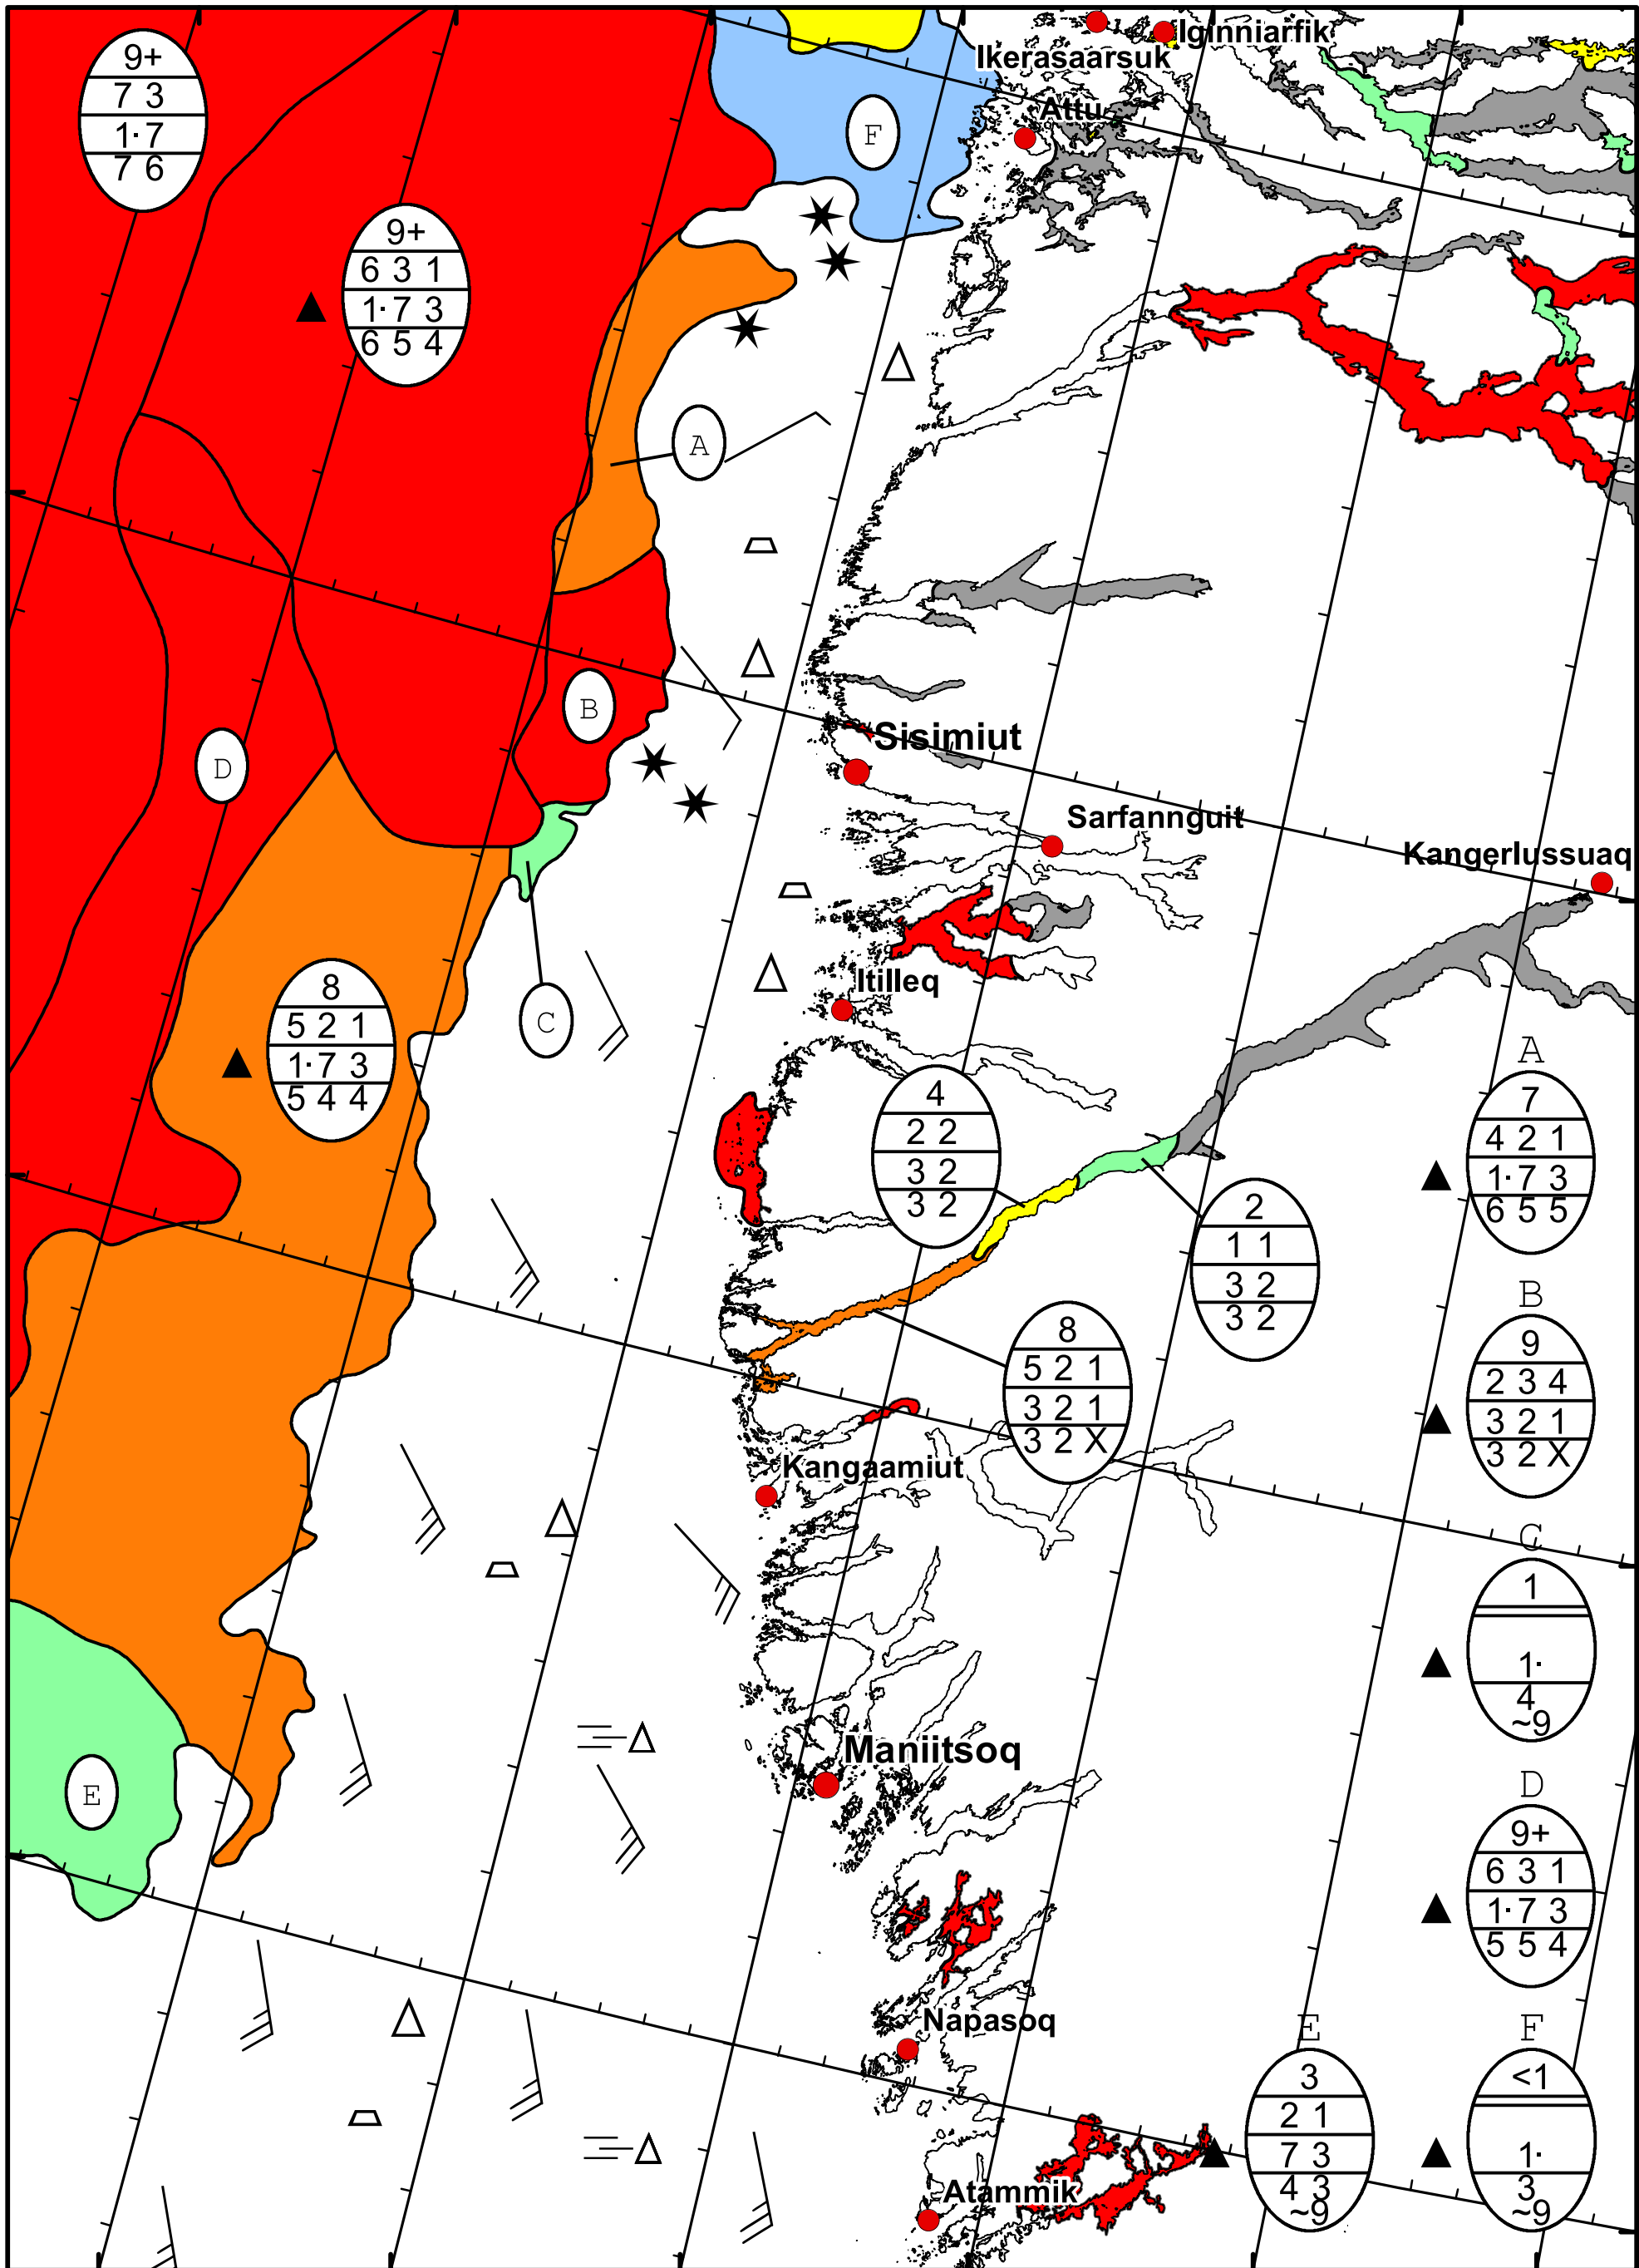 Iginniarfik
Ikerasaarsuk
Attu
9+
7 3
1· 7
7 6
F
9+
6 3 1
1· 7 3
6 5 4
A
B
D
Sisimiut
Sarfannguit
Kangerlussuaq
8
5 2 1
1· 7 3
5 4 4
C
Itilleq
4
2 2
3 2
3 2
2
1 1
3 2
3 2
8
5 2 1
3 2 1
3 2 X
Kangaamiut
Maniitsoq
E
Napasoq
Atammik
A
7
4 2 1
1· 7 3
6 5 5
B
9
2 3 4
3 2 1
3 2 X
C
1
1·
4
~9
D
9+
6 3 1
1· 7 3
5 5 4
E
3
2 1
7 3
4 3
~9
F
<1
1·
3
~9